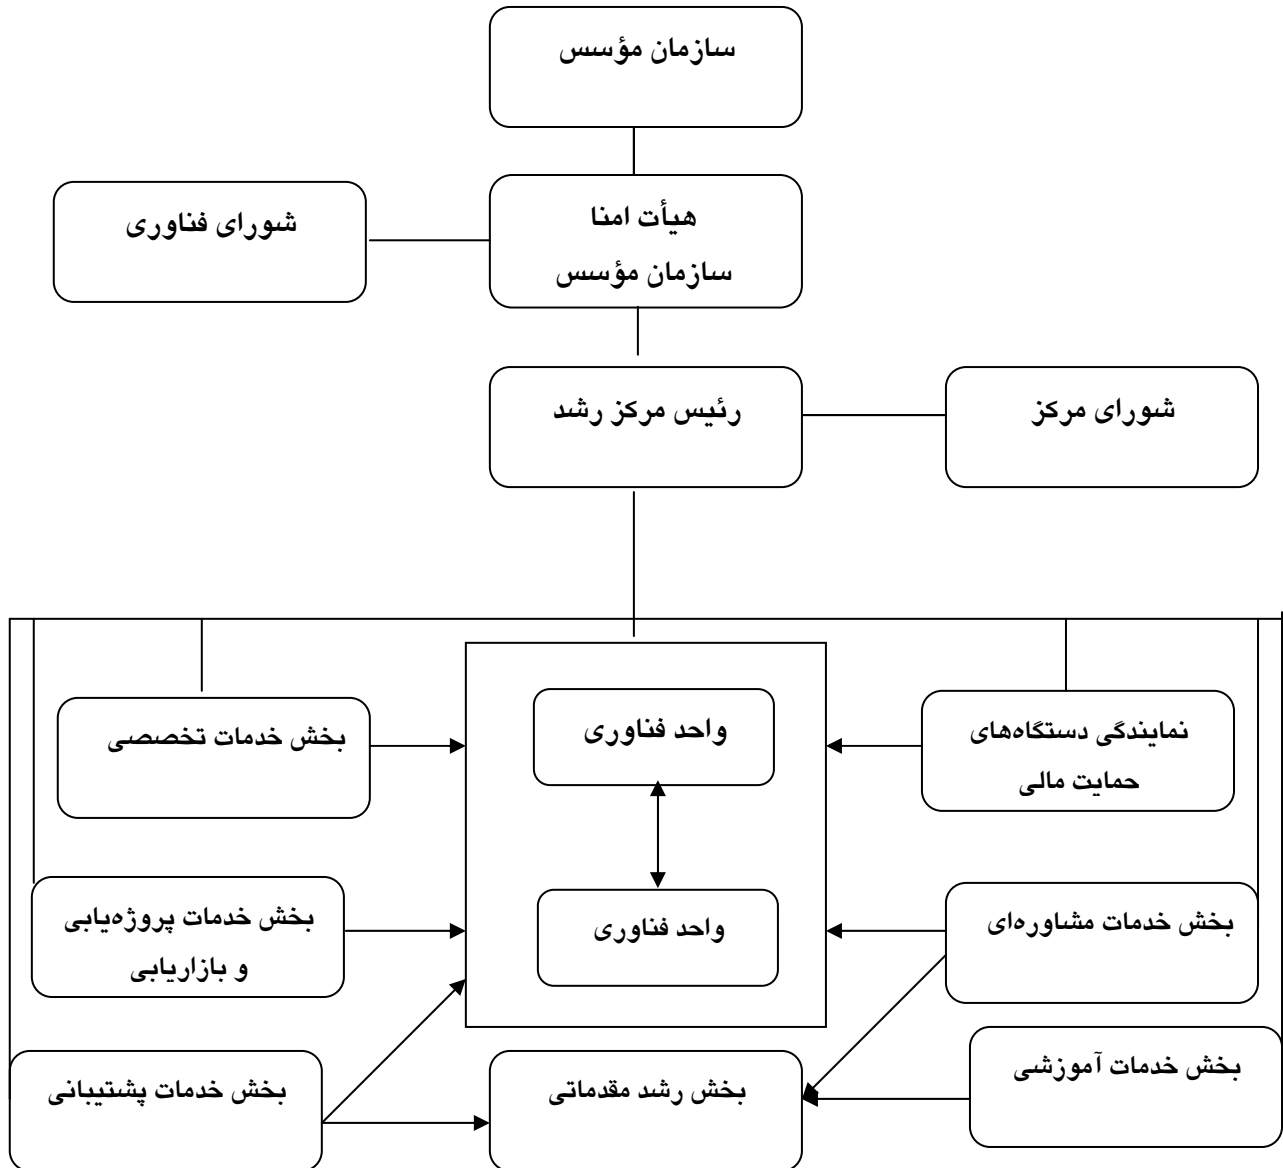 سازمان مؤسس
هیأت امنا
سازمان مؤسس
شورای فناوری
رئیس مرکز رشد
شورای مرکز
نمایندگی دستگاه‌های
حمایت مالی
واحد فناوری
بخش خدمات تخصصی
بخش خدمات مشاوره‌ای
واحد فناوری
بخش خدمات پروژه‌یابی
و بازاریابی
بخش خدمات آموزشی
بخش رشد مقدماتی
بخش خدمات پشتیبانی